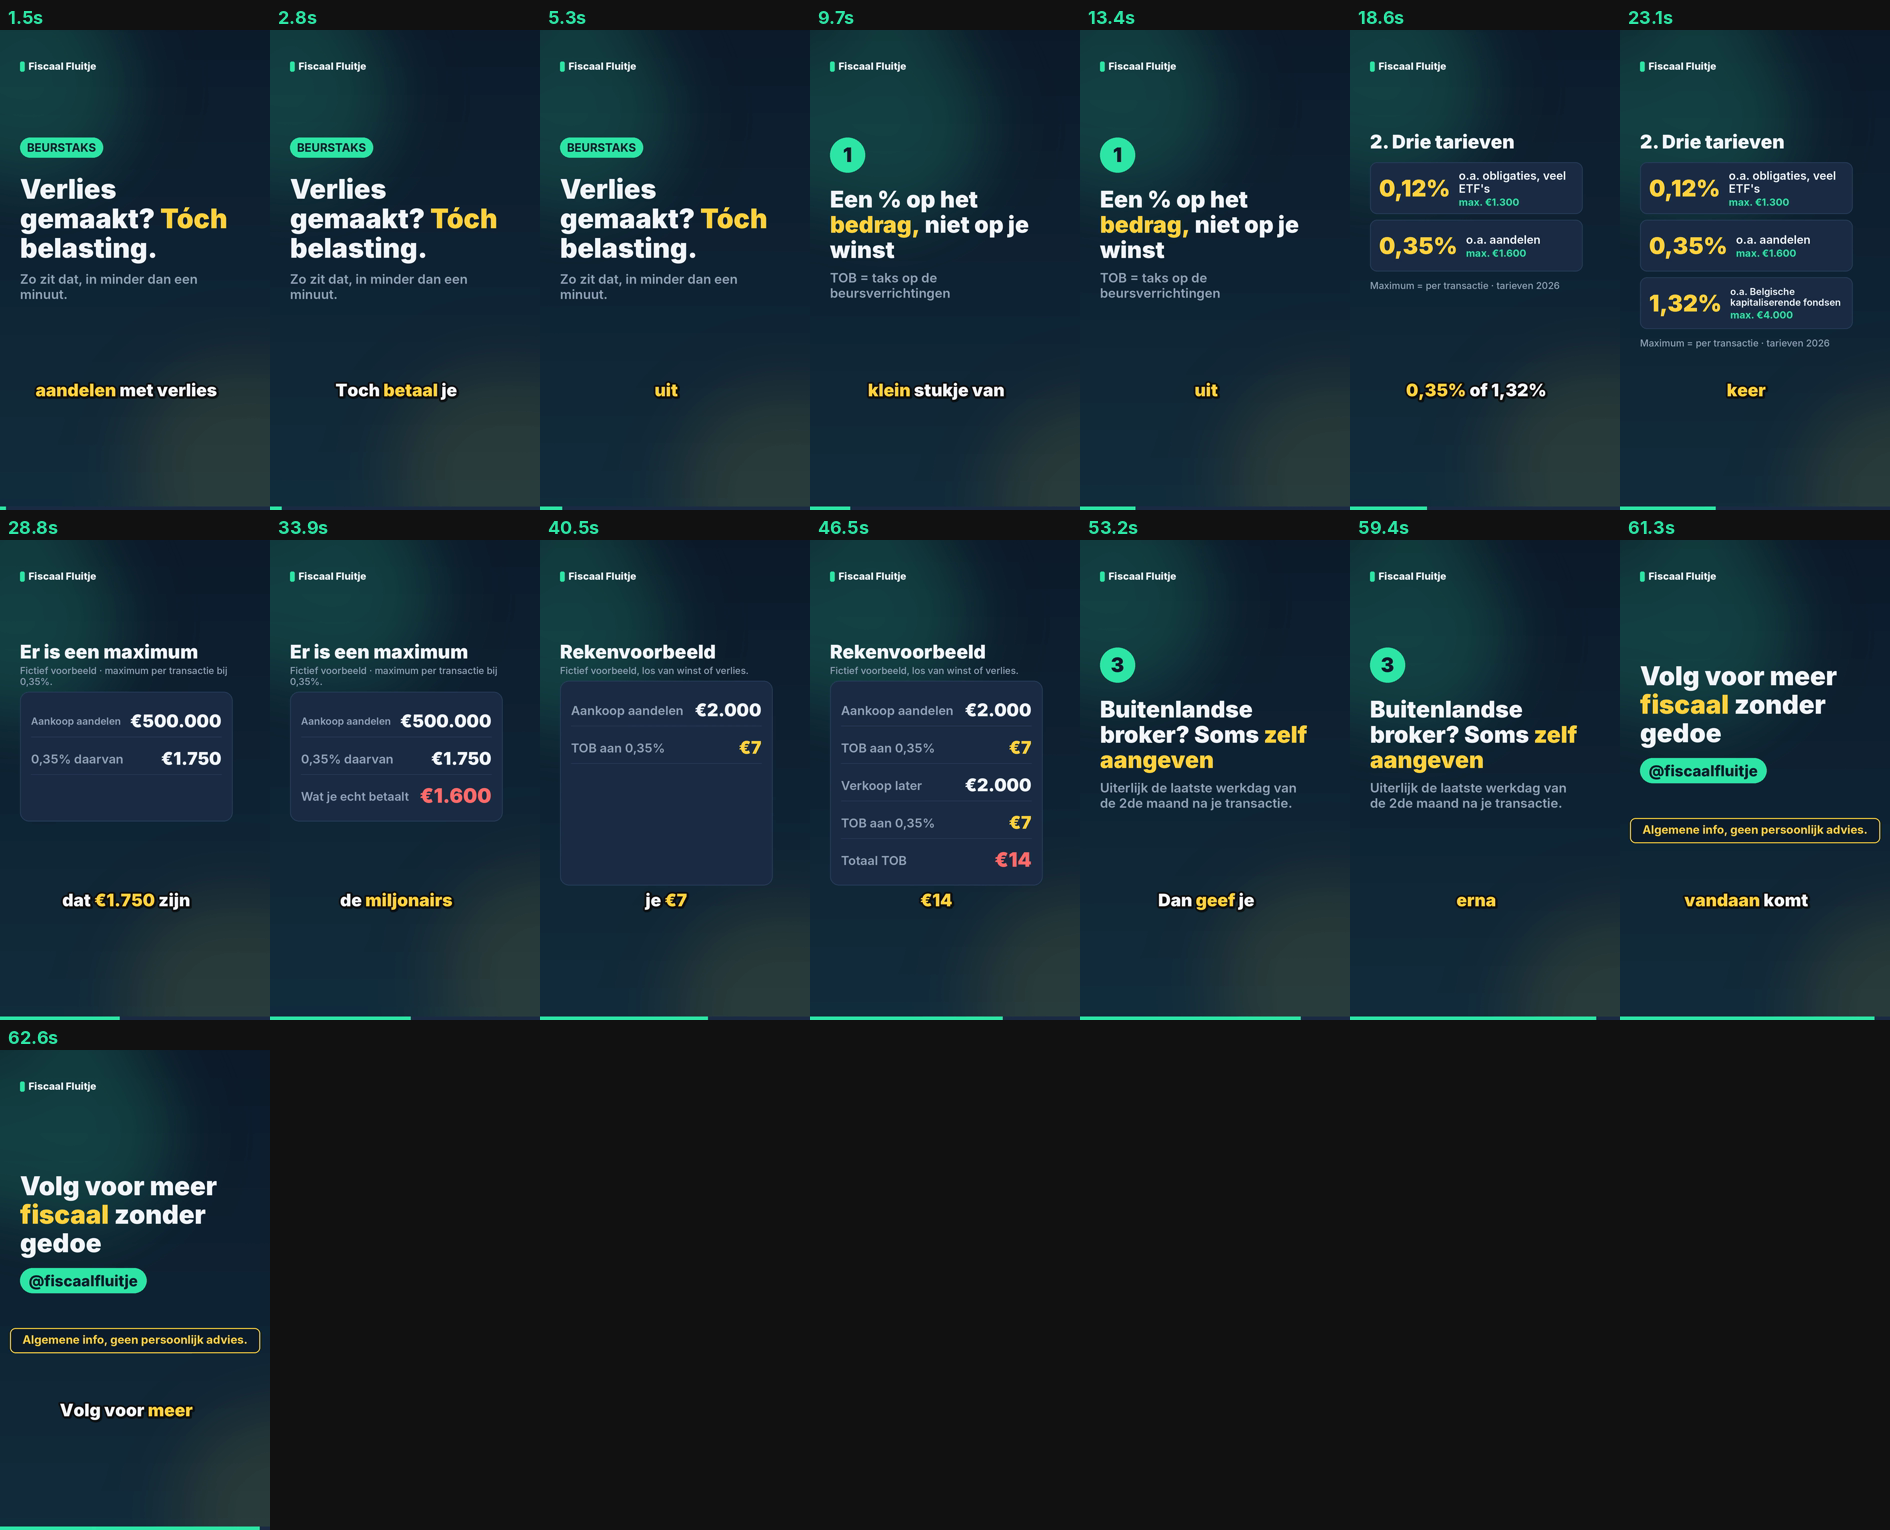 1.5s
Fiscaal Fluitje
BEURSTAKS
Verlies
gemaakt? Tóch
belasting.
Zo zit dat, in minder dan een
minuut.
aandelen met verlies
2.8s
Fiscaal Fluitje
BEURSTAKS
Verlies
gemaakt? Tóch
belasting.
Zo zit dat, in minder dan een
minuut.
Toch betaal je
5.3s
Fiscaal Fluitje
BEURSTAKS
Verlies
gemaakt? Tóch
belasting.
Zo zit dat, in minder dan een
minuut.
uit
9.7s
Fiscaal Fluitje
1
Een % op het
bedrag, niet op je
winst
TOB = taks op de
beursverrichtingen
klein stukje van
13.4s
Fiscaal Fluitje
1
Een % op het
bedrag, niet op je
winst
TOB = taks op de
beursverrichtingen
uit
18.6s
Fiscaal Fluitje
2. Drie tarieven
0,12%
o.a. obligaties, veel
ETF's
max. €1.300
0,35%
o.a. aandelen
max. €1.600
Maximum = per transactie · tarieven 2026
0,35% of 1,32%
23.1s
Fiscaal Fluitje
2. Drie tarieven
0,12%
o.a. obligaties, veel
ETF's
max. €1.300
0,35%
o.a. aandelen
max. €1.600
1,32%
o.a. Belgische
kapitaliserende fondsen
max. €4.000
Maximum = per transactie · tarieven 2026
keer
28.8s
Fiscaal Fluitje
Er is een maximum
Fictief voorbeeld · maximum per transactie bij
0,35%.
Aankoop aandelen €500.000
0,35% daarvan €1.750
dat €1.750 zijn
33.9s
Fiscaal Fluitje
Er is een maximum
Fictief voorbeeld · maximum per transactie bij
0,35%.
Aankoop aandelen €500.000
0,35% daarvan €1.750
Wat je echt betaalt €1.600
de miljonairs
40.5s
Fiscaal Fluitje
Rekenvoorbeeld
Fictief voorbeeld, los van winst of verlies.
Aankoop aandelen €2.000
TOB aan 0,35% €7
je €7
46.5s
Fiscaal Fluitje
Rekenvoorbeeld
Fictief voorbeeld, los van winst of verlies.
Aankoop aandelen €2.000
TOB aan 0,35% €7
Verkoop later €2.000
TOB aan 0,35% €7
Totaal TOB €14
€14
53.2s
Fiscaal Fluitje
3
Buitenlandse
broker? Soms zelf
aangeven
Uiterlijk de laatste werkdag van
de 2de maand na je transactie.
Dan geef je
59.4s
Fiscaal Fluitje
3
Buitenlandse
broker? Soms zelf
aangeven
Uiterlijk de laatste werkdag van
de 2de maand na je transactie.
erna
61.3s
Fiscaal Fluitje
Volg voor meer
fiscaal zonder
gedoe
@fiscaalfluitje
Algemene info, geen persoonlijk advies.
vandaan komt
62.6s
Fiscaal Fluitje
Volg voor meer
fiscaal zonder
gedoe
@fiscaalfluitje
Algemene info, geen persoonlijk advies.
Volg voor meer